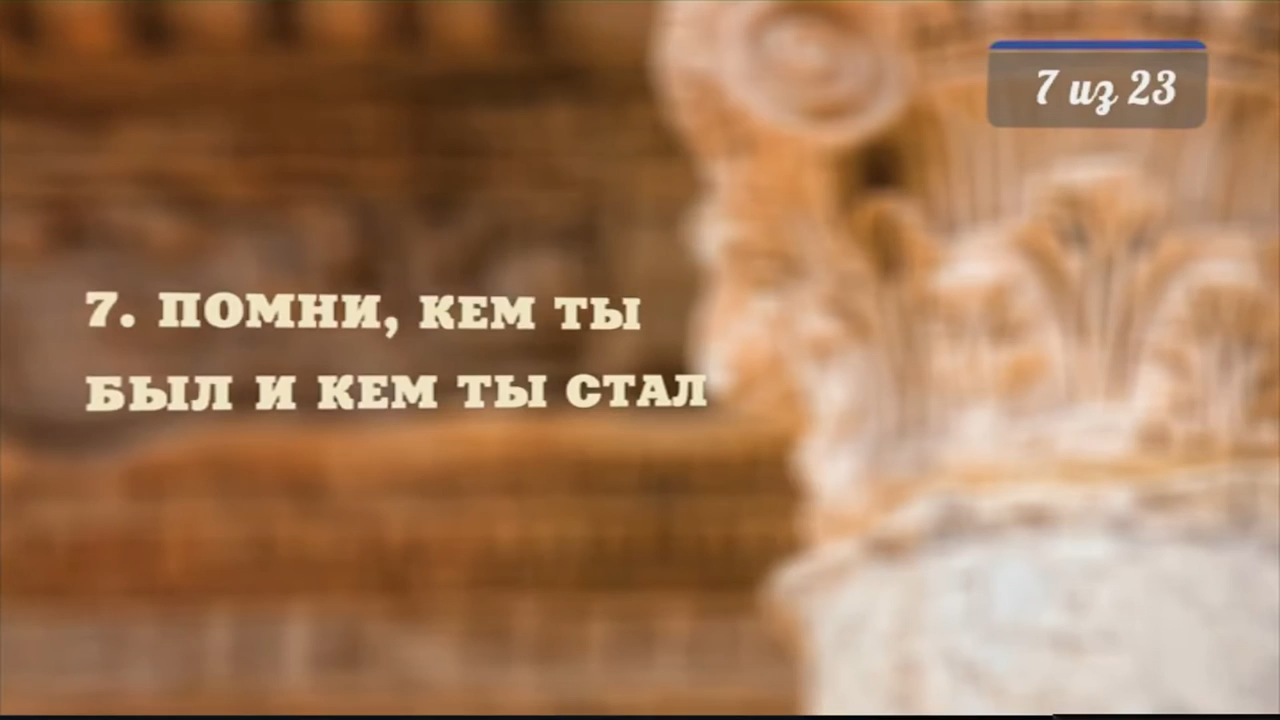 7 из 23
7. ПОМНИ, КЕМ ТЫ
БЫЛ И КЕМ ТЫ СТАЛ